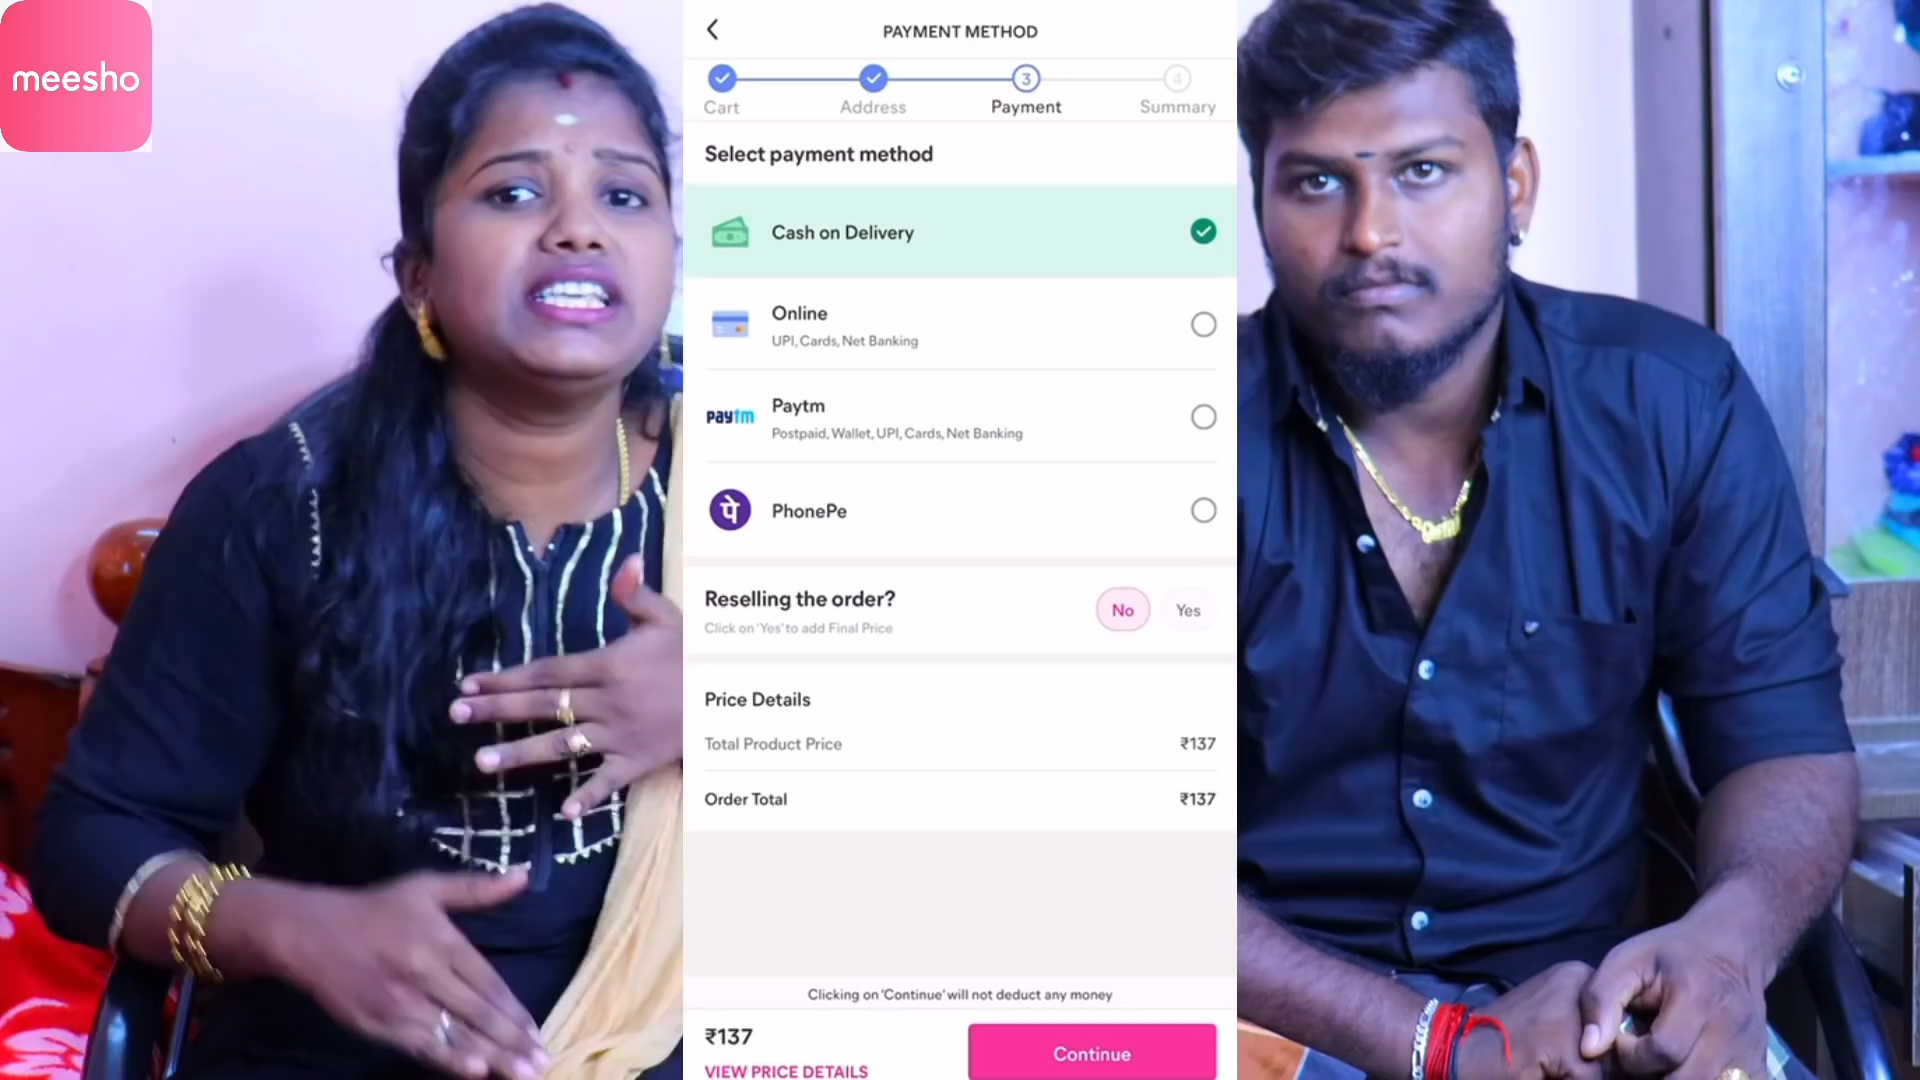 meesho
PAYMENT METHOD
3
4
Cart
Address
Payment
Summary
Select payment method
Cash on Delivery
Online
UPI, Cards, Net Banking
paytm
Paytm
Postpaid, Wallet, UPI, Cards, Net Banking
पे
PhonePe
Reselling the order?
No
Yes
Click on 'Yes' to add Final Price
Price Details
Total Product Price
₹137
Order Total
₹137
Clicking on 'Continue' will not deduct any money
₹137
VIEW PRICE DETAILS
Continue